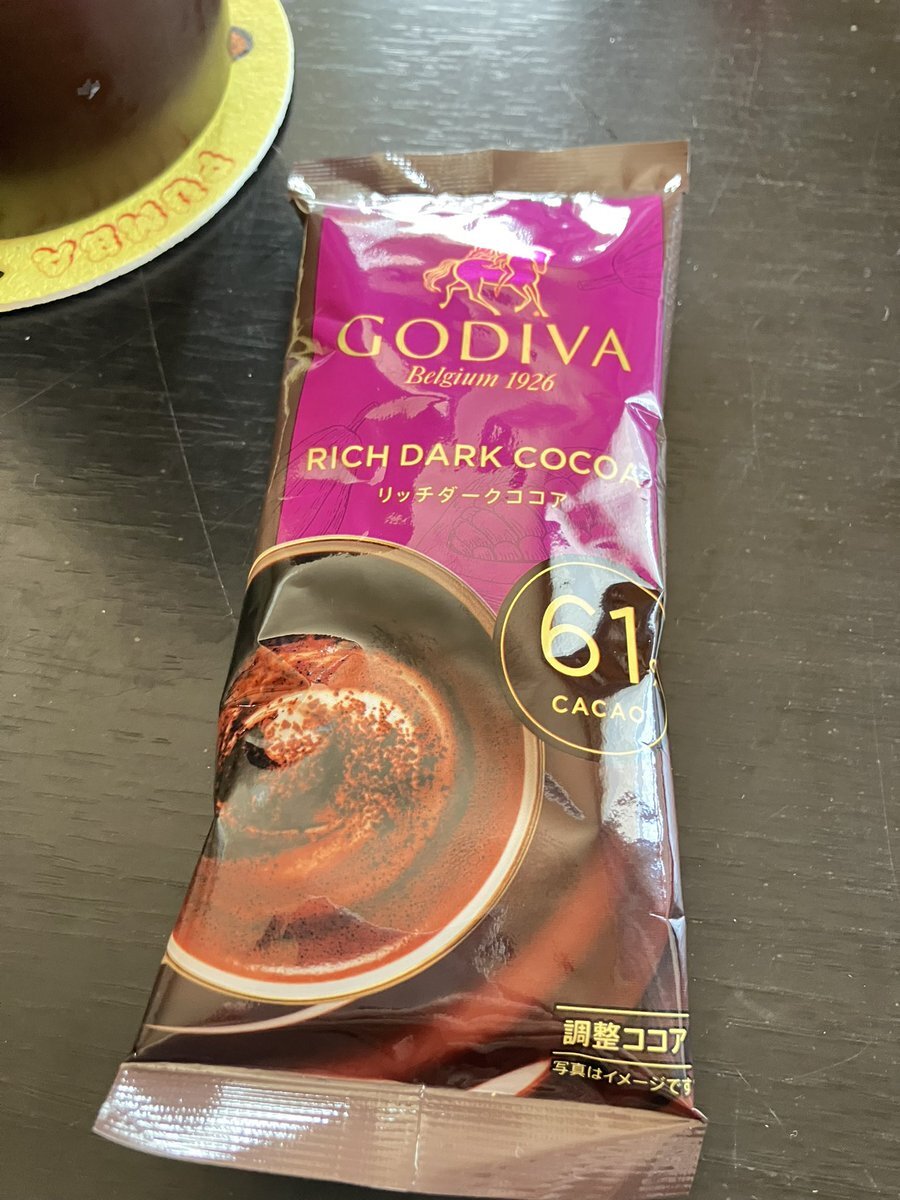 PUMBA
GODIVA
Belgium 1926
RICH DARK COCOA
リッチダークココア
61
CACAO
調整ココア
写真はイメージです